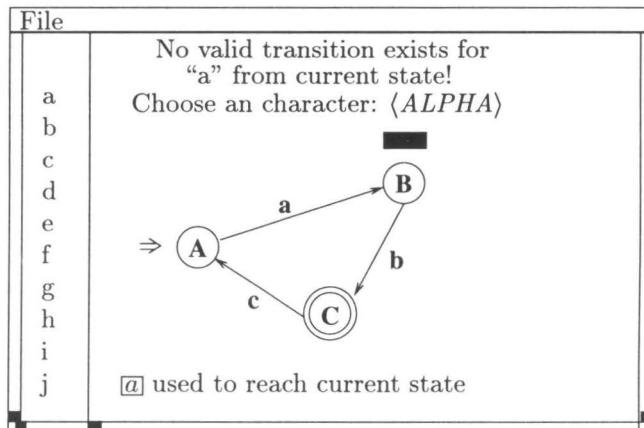 File
No valid transition exists for
“a” from current state!
Choose an character: ⟨ALPHA⟩
a
b
c
d
e
f
g
h
i
j
B
a
⇒ A
b
c
C
a used to reach current state